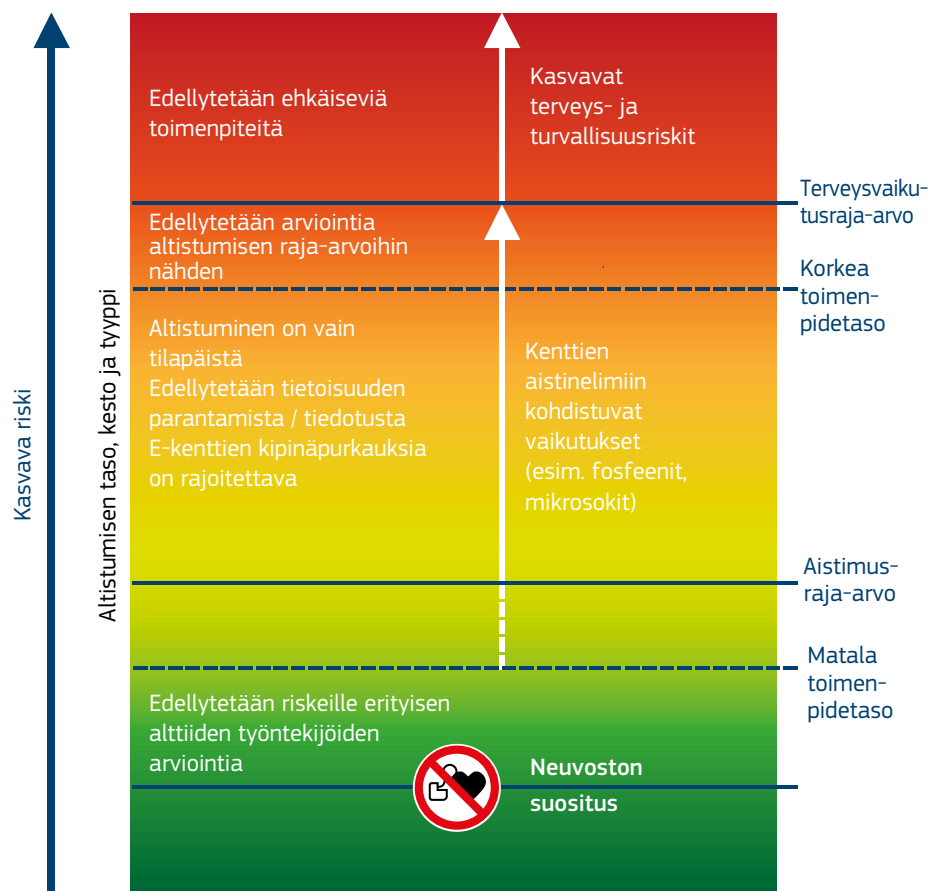 Kasvava riski
Altistumisen taso, kesto ja tyyppi
Edellytetään ehkäiseviä
toimenpiteitä
Kasvavat
terveys- ja
turvallisuusriskit
Terveysvaiku-
tusraja-arvo
Edellytetään arviointia
altistumisen raja-arvoihin
nähden
Korkea
toimen-
pidetaso
Altistuminen on vain
tilapäistä
Edellytetään tietoisuuden
parantamista / tiedotusta
E-kenttien kipinäpurkauksia
on rajoitettava
Kenttien
aistinelimiin
kohdistuvat
vaikutukset
(esim. fosfeenit,
mikrosokit)
Aistimus-
raja-arvo
Matala
toimen-
pidetaso
Edellytetään riskeille erityisen
alttiiden työntekijöiden
arviointia
Neuvoston
suositus